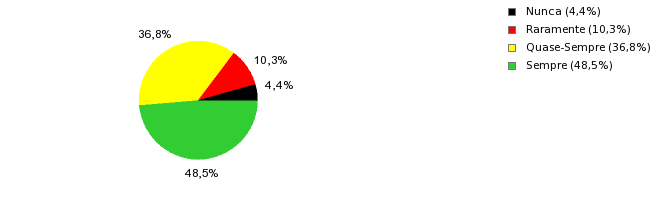 36,8%
10,3%
4,4%
48,5%
Nunca (4,4%)
Raramente (10,3%)
Quase-Sempre (36,8%)
Sempre (48,5%)